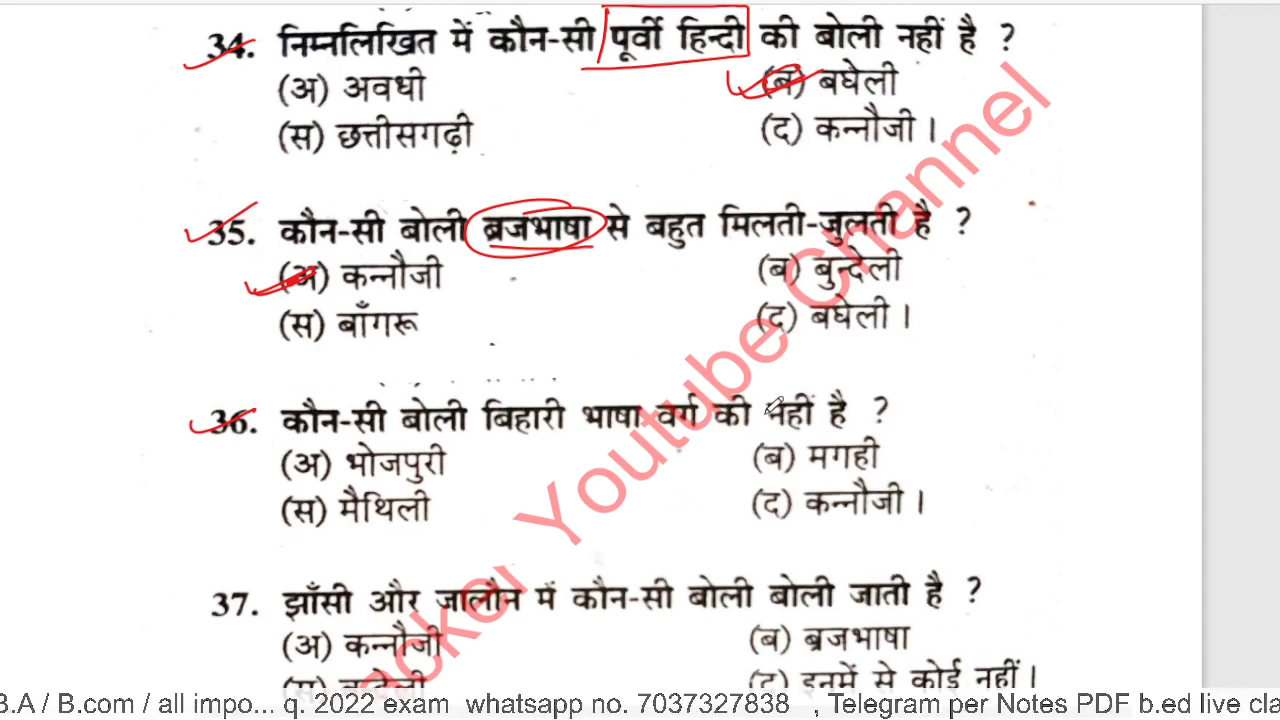 34. निम्नलिखित में कौन-सी पूर्वी हिन्दी की बोली नहीं है ?
(अ) अवधी (ब) बघेली
(स) छत्तीसगढ़ी (द) कन्नौजी ।
35. कौन-सी बोली ब्रजभाषा से बहुत मिलती-जुलती है ?
(अ) कन्नौजी (ब) बुन्देली
(स) बाँगरू (द) बघेली ।
36. कौन-सी बोली बिहारी भाषा वर्ग की नहीं है ?
(अ) भोजपुरी (ब) मगही
(स) मैथिली (द) कन्नौजी ।
37. झाँसी और जालौन में कौन-सी बोली बोली जाती है ?
(अ) कन्नौजी (ब) ब्रजभाषा
(द) इनमें से कोई नहीं ।
Youtube Channel
B.A / B.com / all impo... q. 2022 exam whatsapp no. 7037327838 , Telegram per Notes PDF b.ed live cla